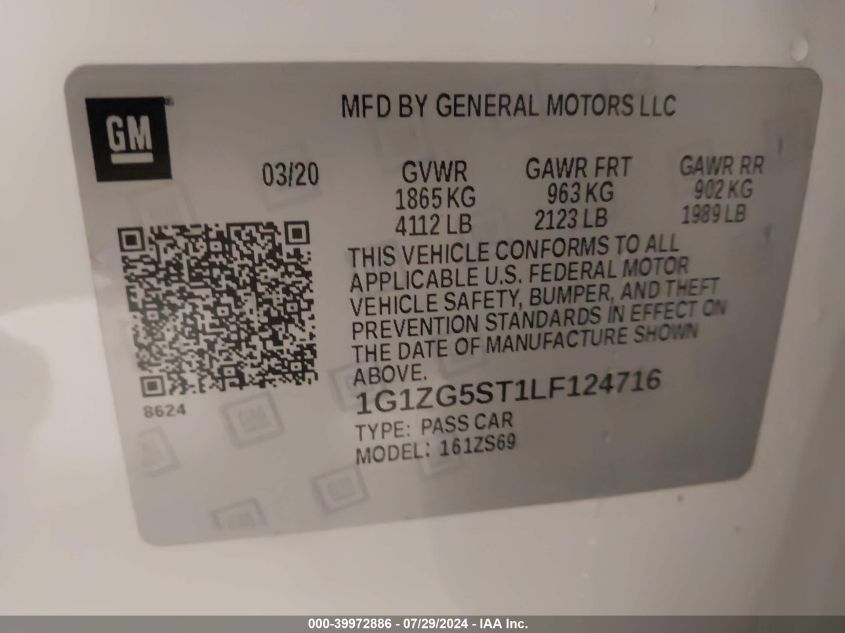 GM
MFD BY GENERAL MOTORS LLC
03/20 GVWR GAWR FRT GAWR RR
1865 KG 963 KG 902 KG
4112 LB 2123 LB 1989 LB
THIS VEHICLE CONFORMS TO ALL
APPLICABLE U.S. FEDERAL MOTOR
VEHICLE SAFETY, BUMPER, AND THEFT
PREVENTION STANDARDS IN EFFECT ON
THE DATE OF MANUFACTURE SHOWN
ABOVE.
8624
1G1ZG5ST1LF124716
TYPE: PASS CAR
MODEL: 161ZS69
000-39972886 - 07/29/2024 - IAA Inc.